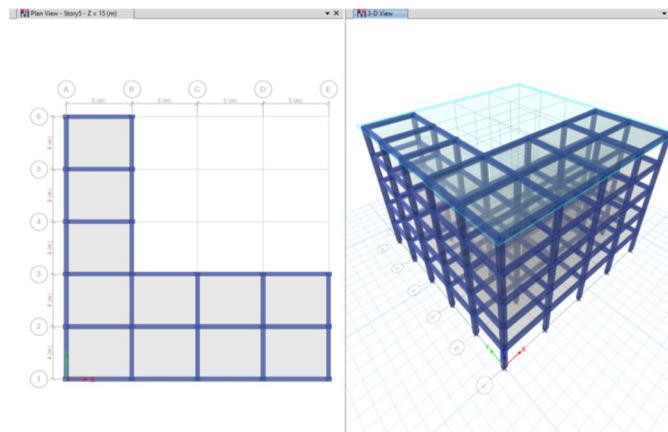 Plan View - Story5 - Z = 15 (m)
3-D View
A B C D E
5 (m) 5 (m) 5 (m) 5 (m)
6
4 (m)
5
4 (m)
4
4 (m)
3
4 (m)
2
4 (m)
1
X
X
Y